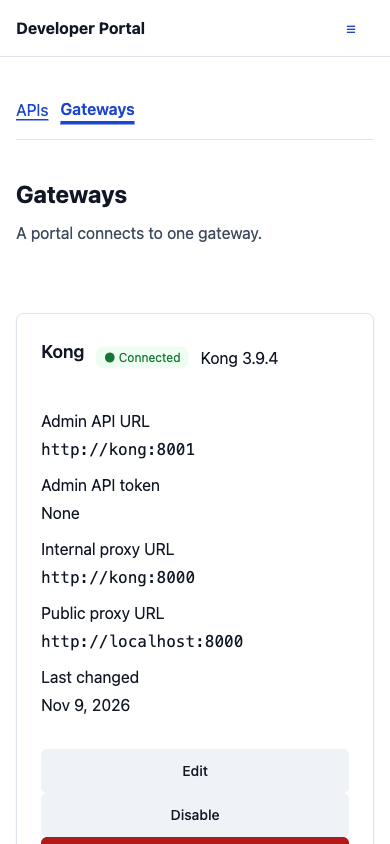 Developer Portal
APIs Gateways
Gateways
A portal connects to one gateway.
Kong Connected Kong 3.9.4
Admin API URL
http://kong:8001
Admin API token
None
Internal proxy URL
http://kong:8000
Public proxy URL
http://localhost:8000
Last changed
Nov 9, 2026
Edit
Disable